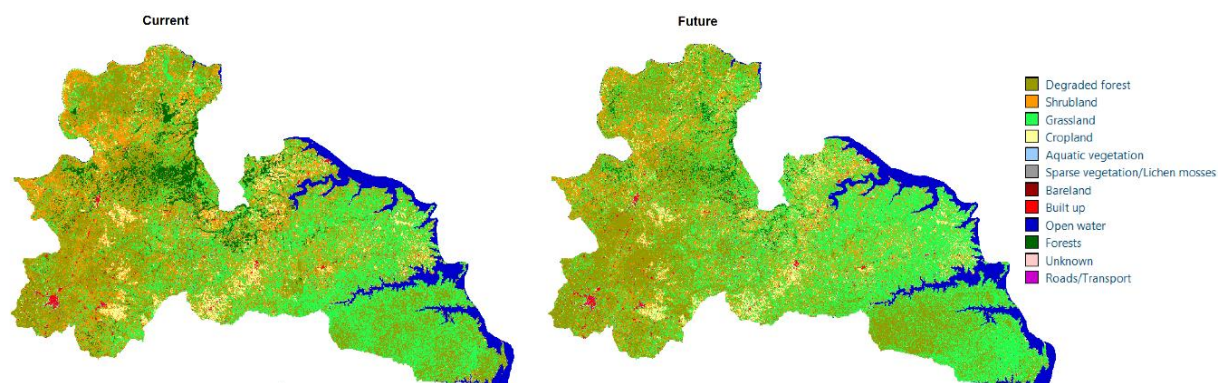 Current
Future
Degraded forest
Shrubland
Grassland
Cropland
Aquatic vegetation
Sparse vegetation/Lichen mosses
Bareland
Built up
Open water
Forests
Unknown
Roads/Transport